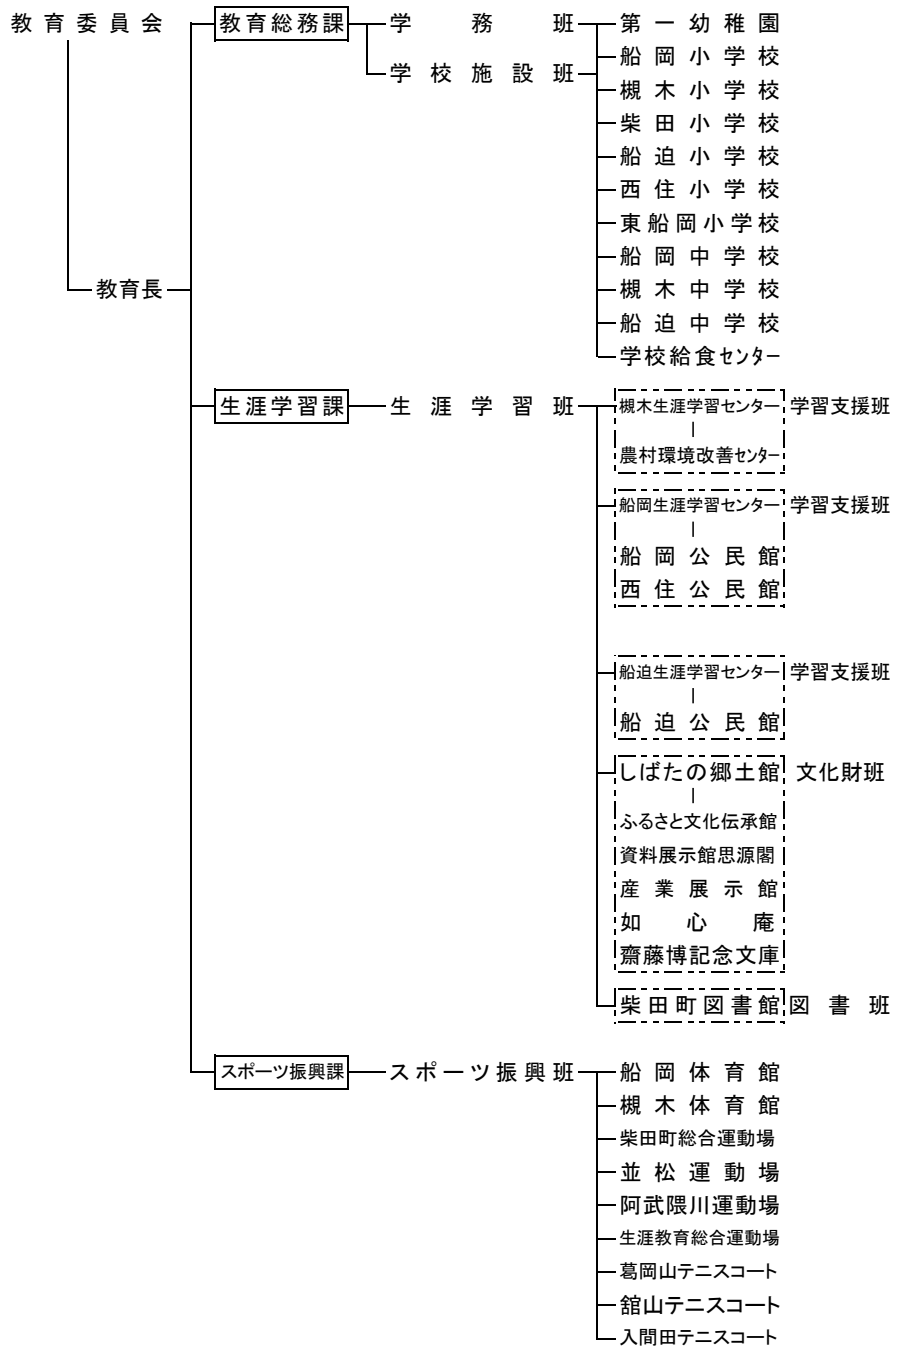 教育委員会 教育総務課 学務班 第一幼稚園
船岡小学校
学校施設班
槻木小学校
柴田小学校
船迫小学校
西住小学校
東船岡小学校
船岡中学校
教育長 槻木中学校
船迫中学校
学校給食センター
生涯学習課 生涯学習班 槻木生涯学習センター 学習支援班
農村環境改善センター
船岡生涯学習センター 学習支援班
船岡公民館
西住公民館
船迫生涯学習センター 学習支援班
船迫公民館
しばたの郷土館 文化財班
ふるさと文化伝承館
資料展示館思源閣
産業展示館
如心庵
齋藤博記念文庫
柴田町図書館 図書班
スポーツ振興課 スポーツ振興班 船岡体育館
槻木体育館
柴田町総合運動場
並松運動場
阿武隈川運動場
生涯教育総合運動場
葛岡山テニスコート
舘山テニスコート
入間田テニスコート